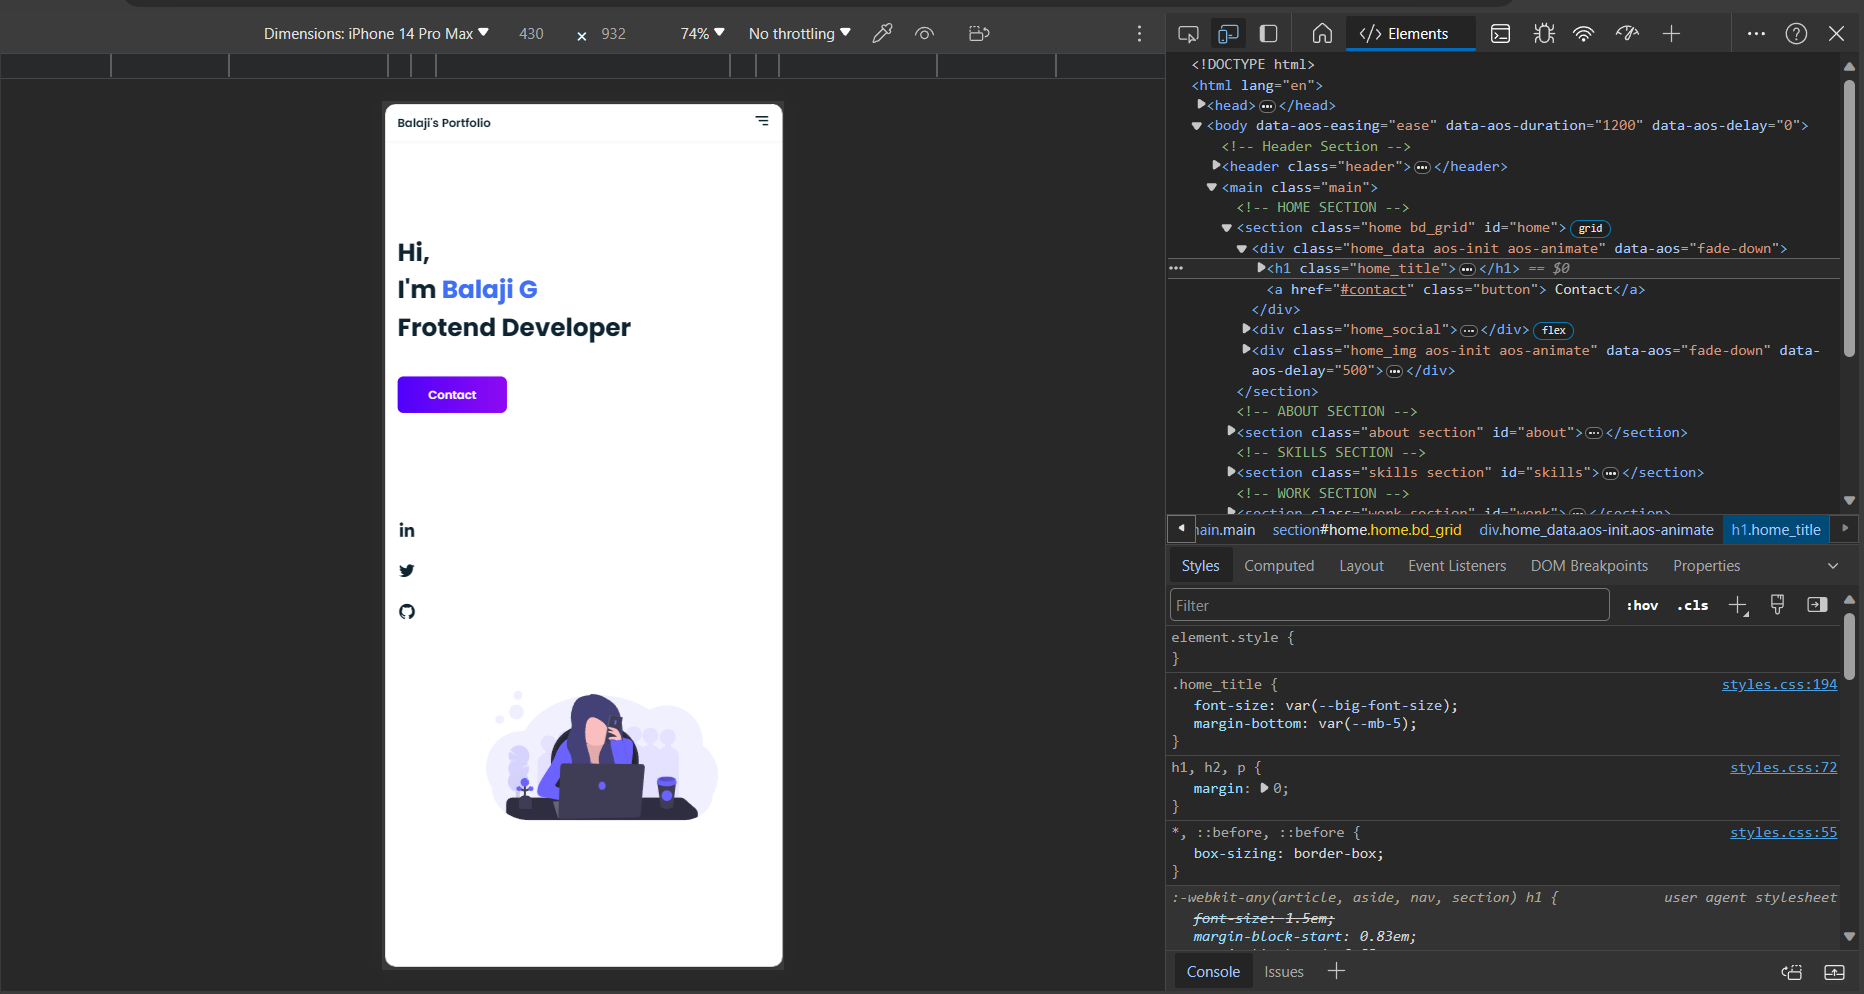 Dimensions: iPhone 14 Pro Max ▼ 430 × 932 74% ▼ No throttling ▼
Balaji's Portfolio
Hi,
I'm Balaji G
Frotend Developer
Contact
in
</> Elements
<!DOCTYPE html>
<html lang="en">
<head> ••• </head>
<body data-aos-easing="ease" data-aos-duration="1200" data-aos-delay="0">
<!-- Header Section -->
<header class="header"> ••• </header>
<main class="main">
<!-- HOME SECTION -->
<section class="home bd_grid" id="home"> grid
<div class="home_data aos-init aos-animate" data-aos="fade-down">
<h1 class="home_title"> ••• </h1> == $0
<a href="#contact" class="button"> Contact</a>
</div>
<div class="home_social"> ••• </div> flex
<div class="home_img aos-init aos-animate" data-aos="fade-down" data-
aos-delay="500"> ••• </div>
</section>
<!-- ABOUT SECTION -->
<section class="about section" id="about"> ••• </section>
<!-- SKILLS SECTION -->
<section class="skills section" id="skills"> ••• </section>
<!-- WORK SECTION -->
<section class="work section" id="work"> ••• </section>
main.main section#home.home.bd_grid div.home_data.aos-init.aos-animate h1.home_title
Styles Computed Layout Event Listeners DOM Breakpoints Properties
Filter :hov .cls
element.style {
}
.home_title { styles.css:194
font-size: var(--big-font-size);
margin-bottom: var(--mb-5);
}
h1, h2, p { styles.css:72
margin: 0;
}
*, ::before, ::before { styles.css:55
box-sizing: border-box;
}
:-webkit-any(article, aside, nav, section) h1 { user agent stylesheet
font-size: 1.5em;
margin-block-start: 0.83em;
Console Issues